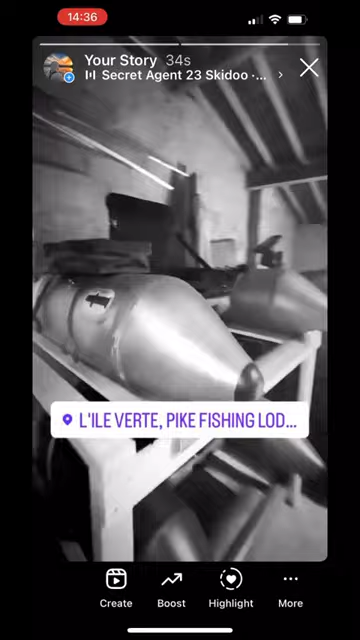 14:36
Your Story 34s
Secret Agent 23 Skidoo ·...
L'ILE VERTE, PIKE FISHING LOD...
Create Boost Highlight More